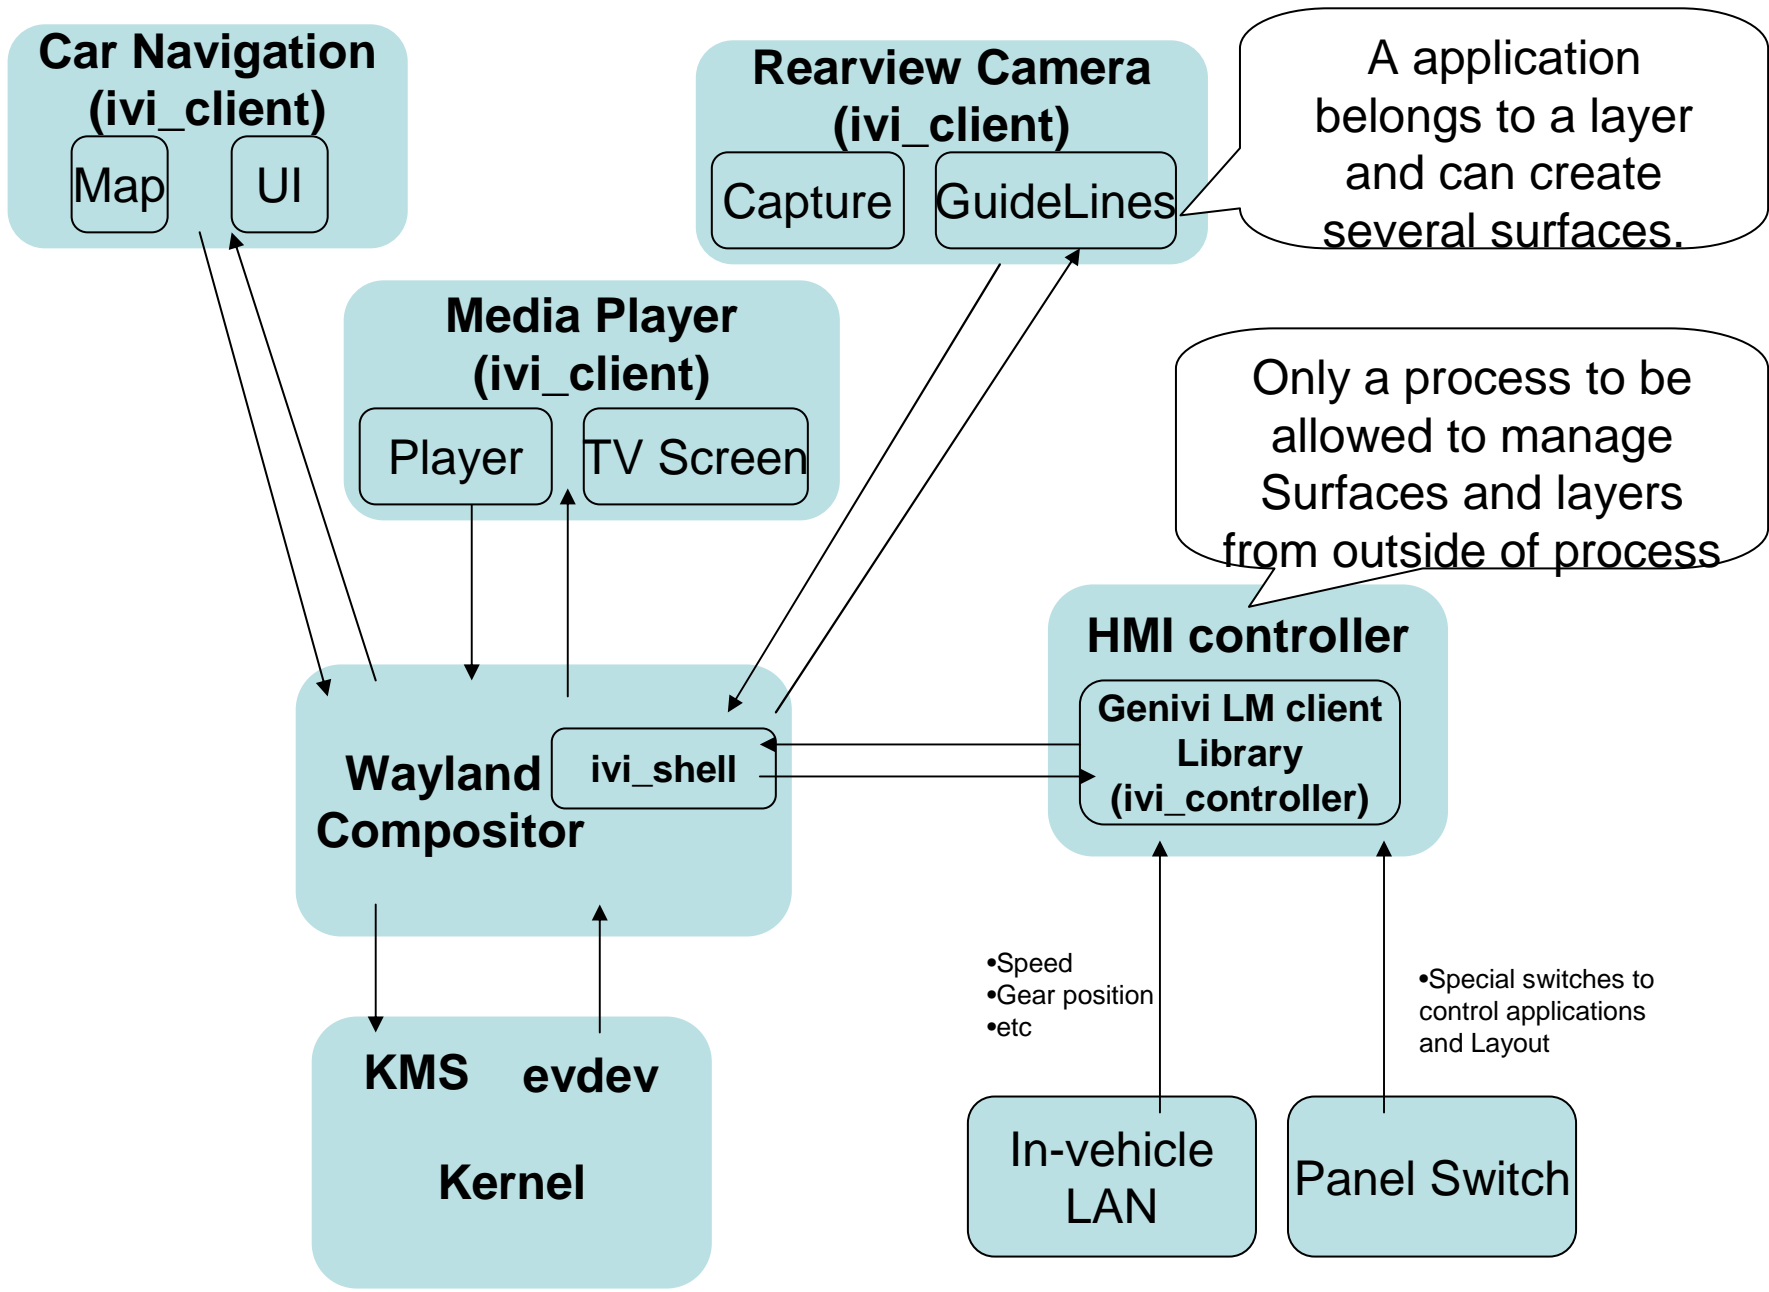 Car Navigation
(ivi_client)
Map
UI
Rearview Camera
(ivi_client)
Capture
GuideLines
A application
belongs to a layer
and can create
several surfaces.
Media Player
(ivi_client)
Player
TV Screen
Only a process to be
allowed to manage
Surfaces and layers
from outside of process
HMI controller
Genivi LM client
Library
(ivi_controller)
Wayland
Compositor
ivi_shell
•Speed
•Gear position
•etc
•Special switches to
control applications
and Layout
KMS
evdev
Kernel
In-vehicle
LAN
Panel Switch